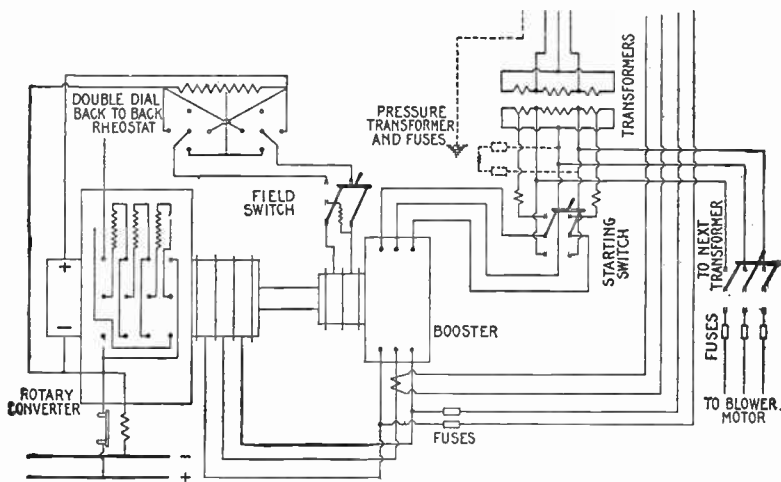 DOUBLE DIAL
BACK TO BACK
RHEOSTAT
PRESSURE
TRANSFORMER
AND FUSES
TRANSFORMERS
FIELD
SWITCH
STARTING
SWITCH
TO NEXT
TRANSFORMER
+
−
BOOSTER
FUSES
ROTARY
CONVERTER
TO BLOWER
MOTOR
FUSES
−
+